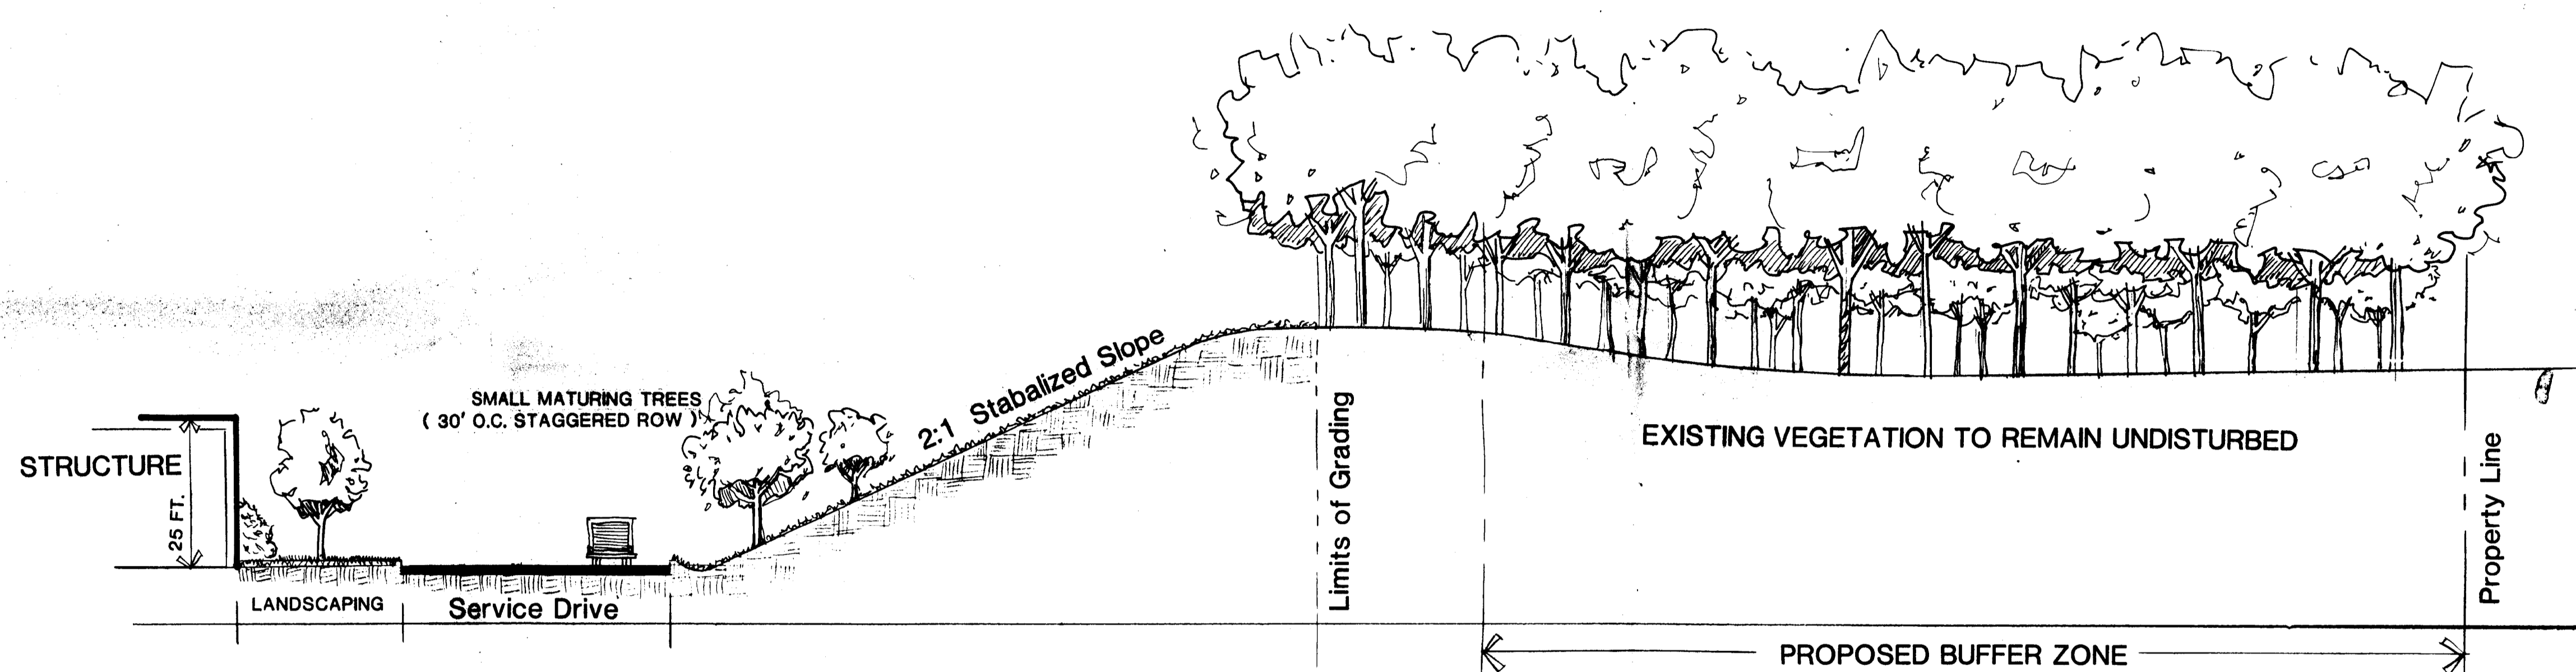 SMALL MATURING TREES
( 30' O.C. STAGGERED ROW )
2:1 Stabalized Slope
STRUCTURE
25 FT.
LANDSCAPING
Service Drive
Limits of Grading
EXISTING VEGETATION TO REMAIN UNDISTURBED
Property Line
PROPOSED BUFFER ZONE